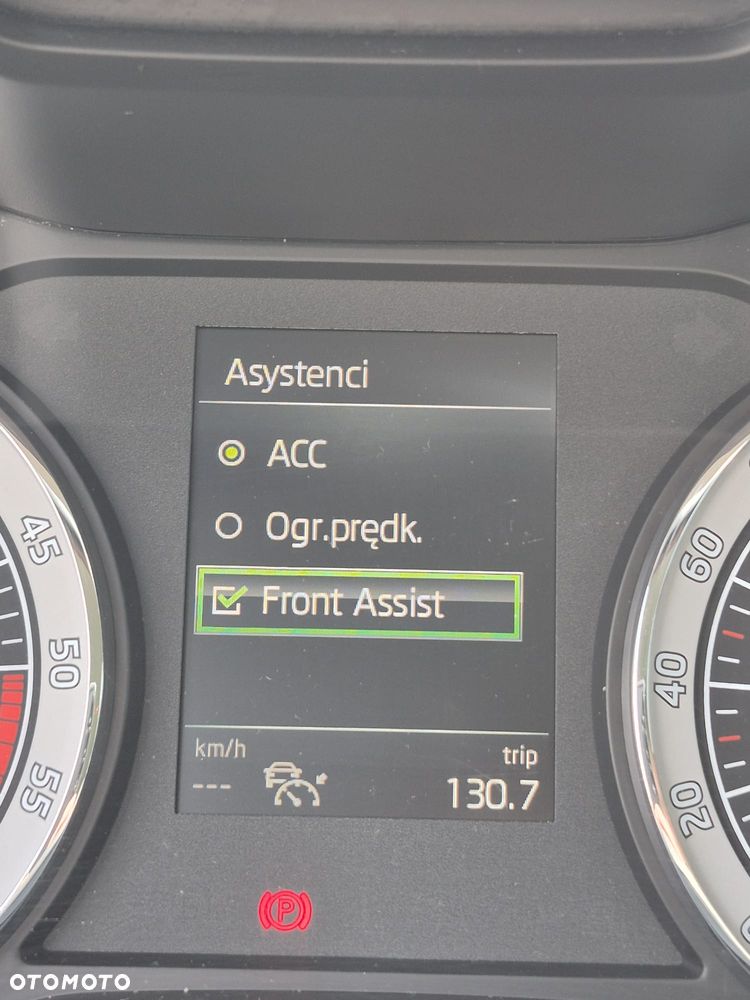 Asystenci
ACC
Ogr.prędk.
Front Assist
km/h
trip
---
130.7
45
50
55
60
40
20
P
OTOMOTO